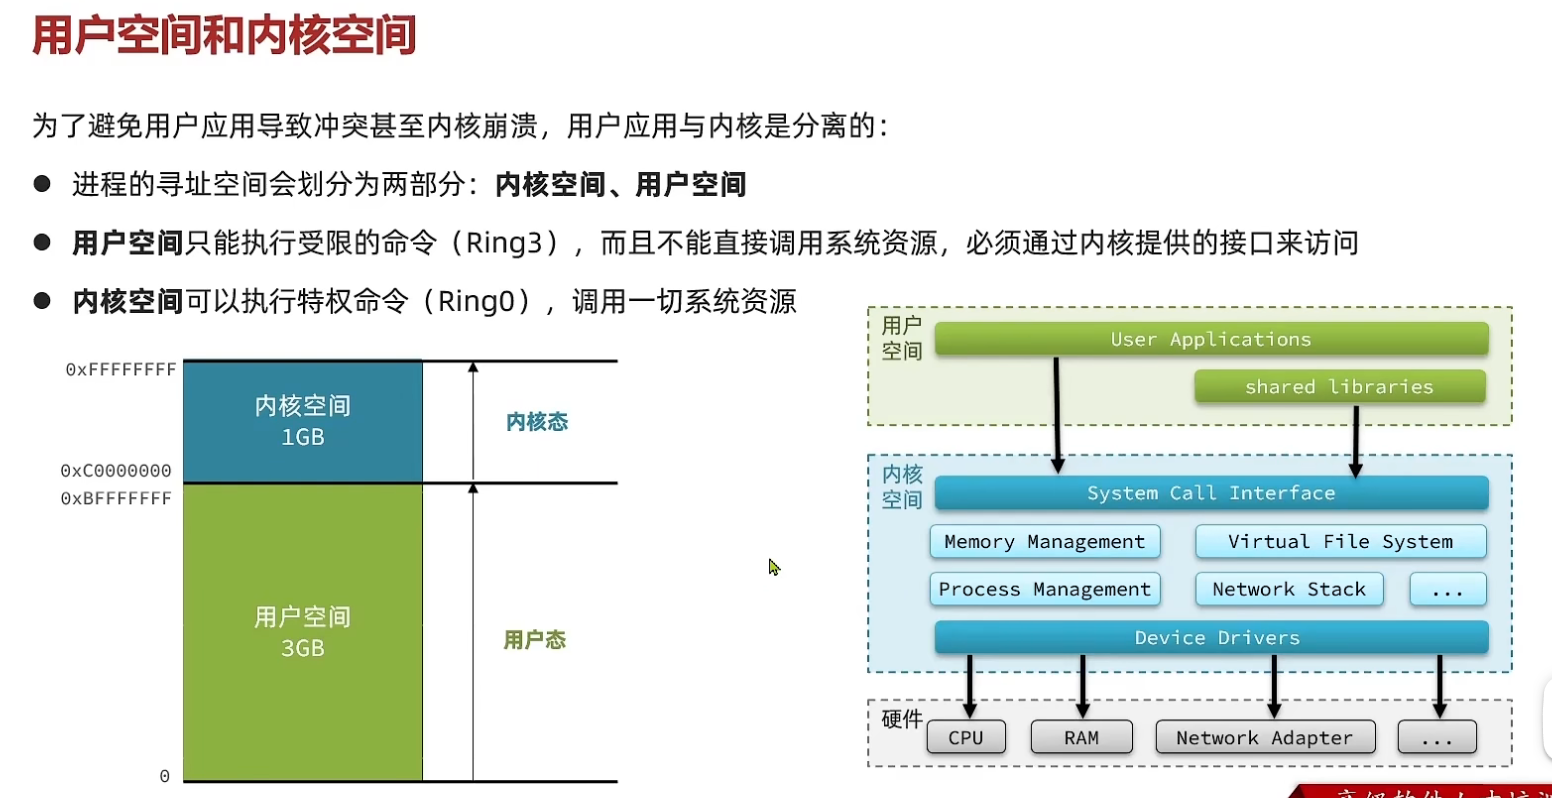 用户空间和内核空间
为了避免用户应用导致冲突甚至内核崩溃，用户应用与内核是分离的：
● 进程的寻址空间会划分为两部分：内核空间、用户空间
● 用户空间只能执行受限的命令（Ring3），而且不能直接调用系统资源，必须通过内核提供的接口来访问
● 内核空间可以执行特权命令（Ring0），调用一切系统资源
0xFFFFFFFF
内核空间
1GB
内核态
0xC0000000
0xBFFFFFFF
用户空间
3GB
用户态
0
用户
空间
User Applications
shared libraries
内核
空间
System Call Interface
Memory Management
Virtual File System
Process Management
Network Stack
...
Device Drivers
硬件
CPU
RAM
Network Adapter
...